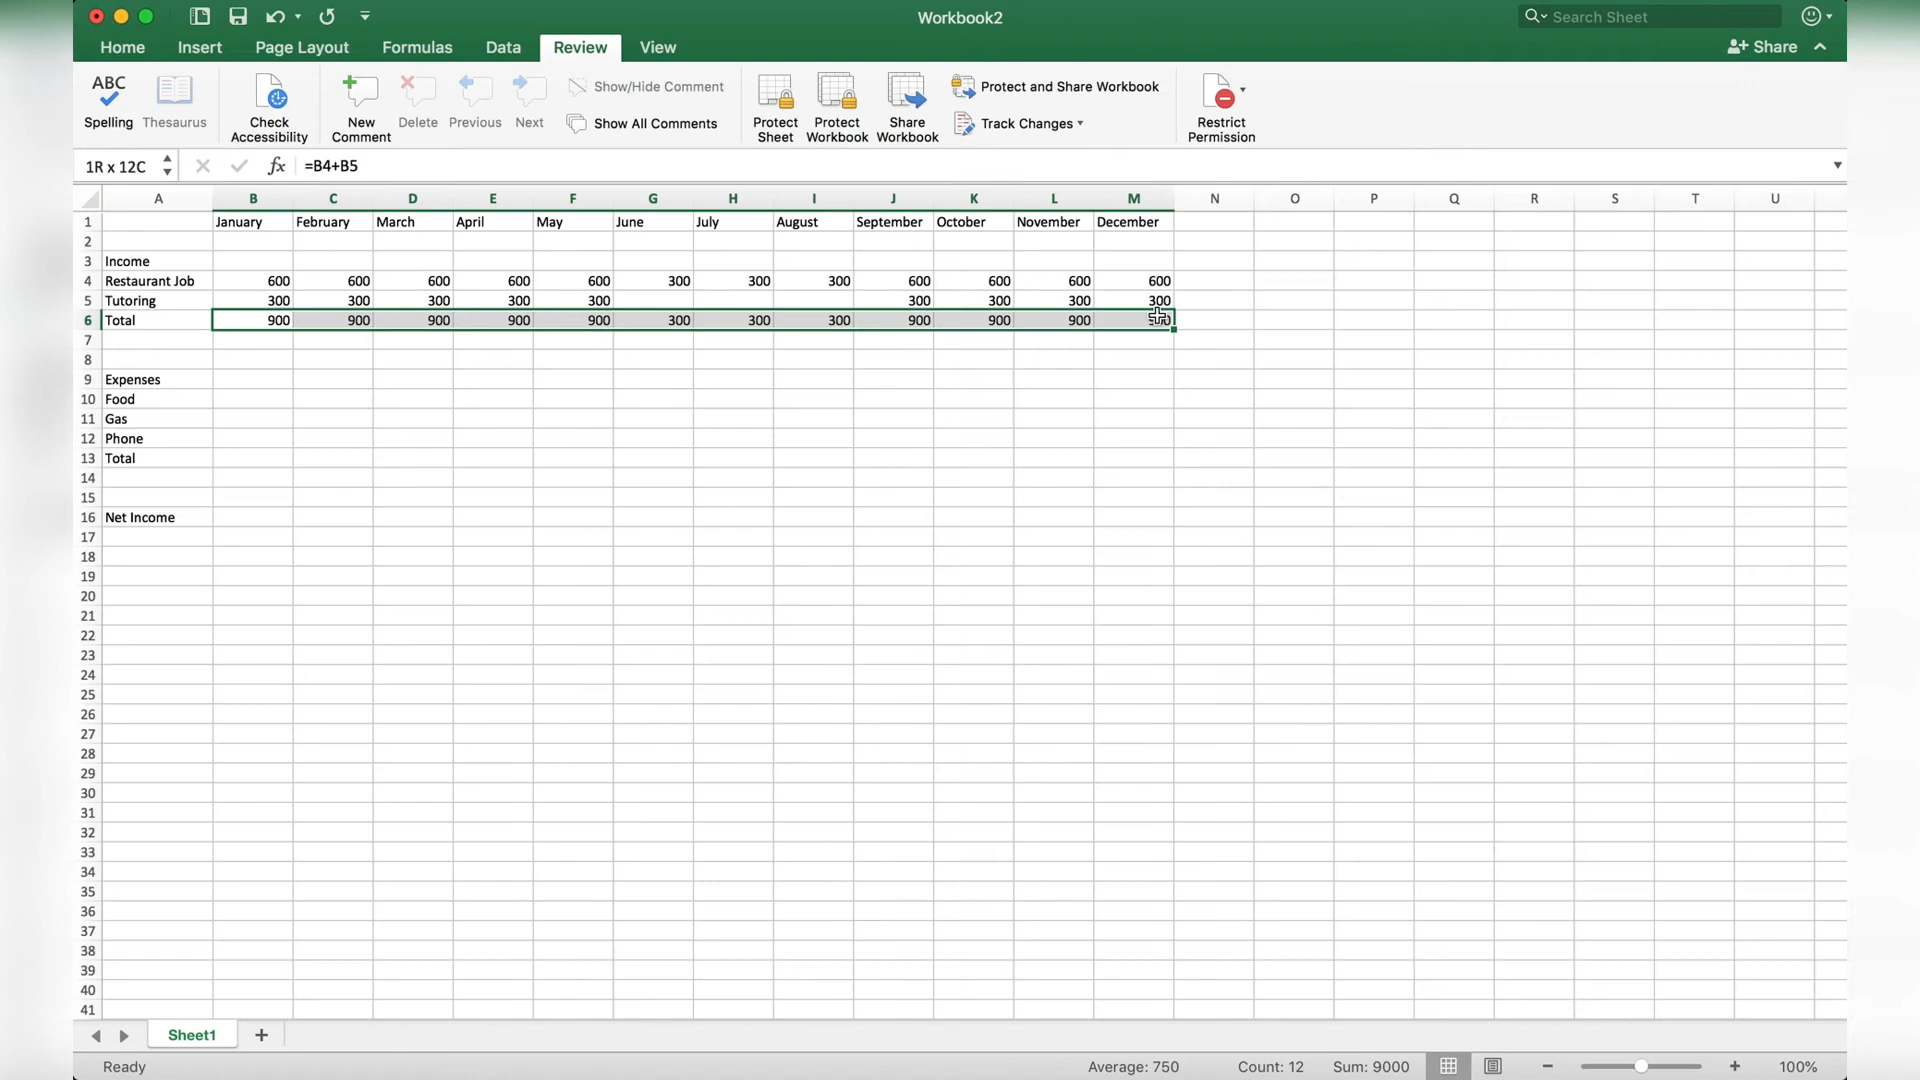 Workbook2
Search Sheet
Home Insert Page Layout Formulas Data Review View
Share
ABC
Spelling Thesaurus Check Accessibility New Comment Delete Previous Next Show/Hide Comment Show All Comments Protect Sheet Protect Workbook Share Workbook Protect and Share Workbook Track Changes Restrict Permission
1R x 12C fx =B4+B5
A B C D E F G H I J K L M N O P Q R S T U
1 January February March April May June July August September October November December
2
3 Income
4 Restaurant Job 600 600 600 600 600 300 300 300 600 600 600 600
5 Tutoring 300 300 300 300 300 300 300 300 300
6 Total 900 900 900 900 900 300 300 300 900 900 900
7
8
9 Expenses
10 Food
11 Gas
12 Phone
13 Total
14
15
16 Net Income
17
18
19
20
21
22
23
24
25
26
27
28
29
30
31
32
33
34
35
36
37
38
39
40
41
Sheet1 +
Ready Average: 750 Count: 12 Sum: 9000 100%